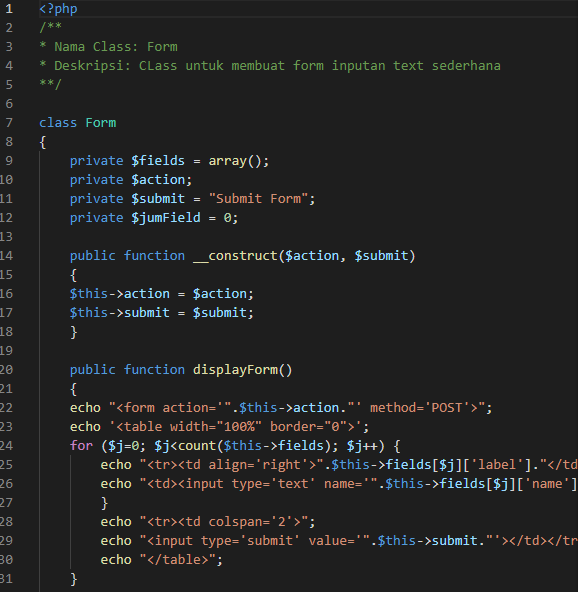 1 <?php
2 /**
3 * Nama Class: Form
4 * Deskripsi: CLass untuk membuat form inputan text sederhana
5 **/
6
7 class Form
8 {
9     private $fields = array();
10     private $action;
11     private $submit = "Submit Form";
12     private $jumField = 0;
13
14     public function __construct($action, $submit)
15     {
16     $this->action = $action;
17     $this->submit = $submit;
18     }
19
20     public function displayForm()
21     {
22     echo "<form action='".$this->action."' method='POST'>";
23     echo '<table width="100%" border="0">';
24     for ($j=0; $j<count($this->fields); $j++) {
25         echo "<tr><td align='right'>".$this->fields[$j]['label']."</td
26         echo "<td><input type='text' name='".$this->fields[$j]['name']
27         }
28         echo "<tr><td colspan='2'>";
29         echo "<input type='submit' value='".$this->submit."'></td></tr
30         echo "</table>";
31     }